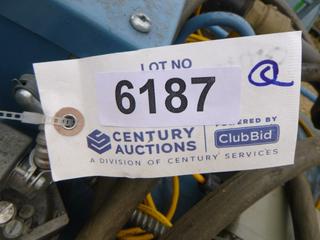 LOT NO
6187
Q
CENTURY
AUCTIONS
POWERED BY
ClubBid
A DIVISION OF CENTURY SERVICES